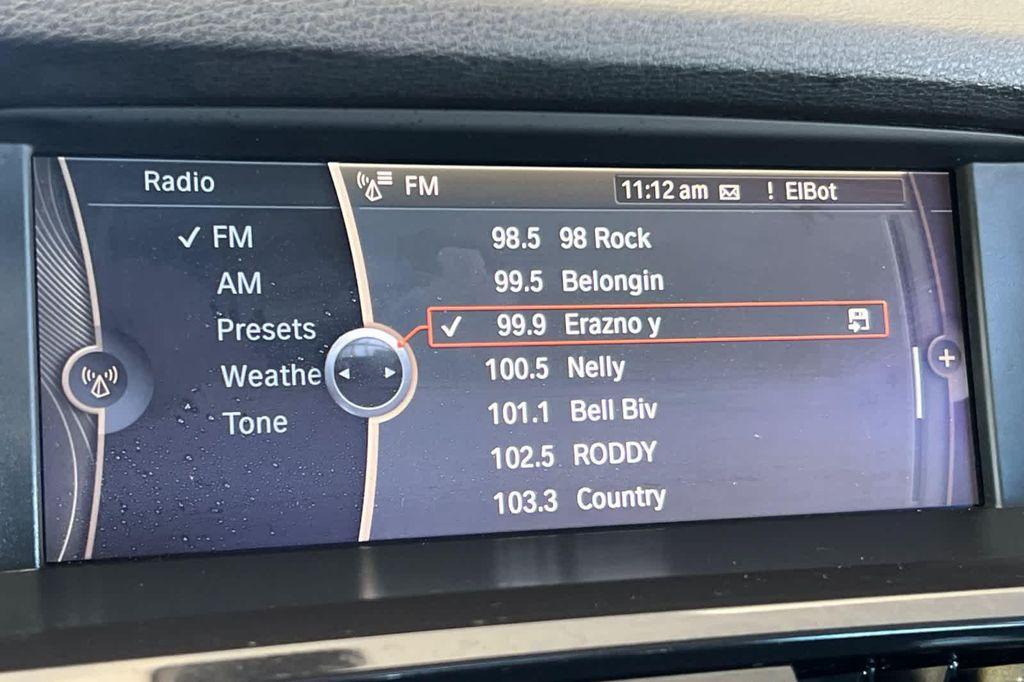 Radio
✓ FM
AM
Presets
Weathe
Tone
FM
11:12 am ! ElBot
98.5 98 Rock
99.5 Belongin
✓ 99.9 Erazno y
100.5 Nelly
101.1 Bell Biv
102.5 RODDY
103.3 Country